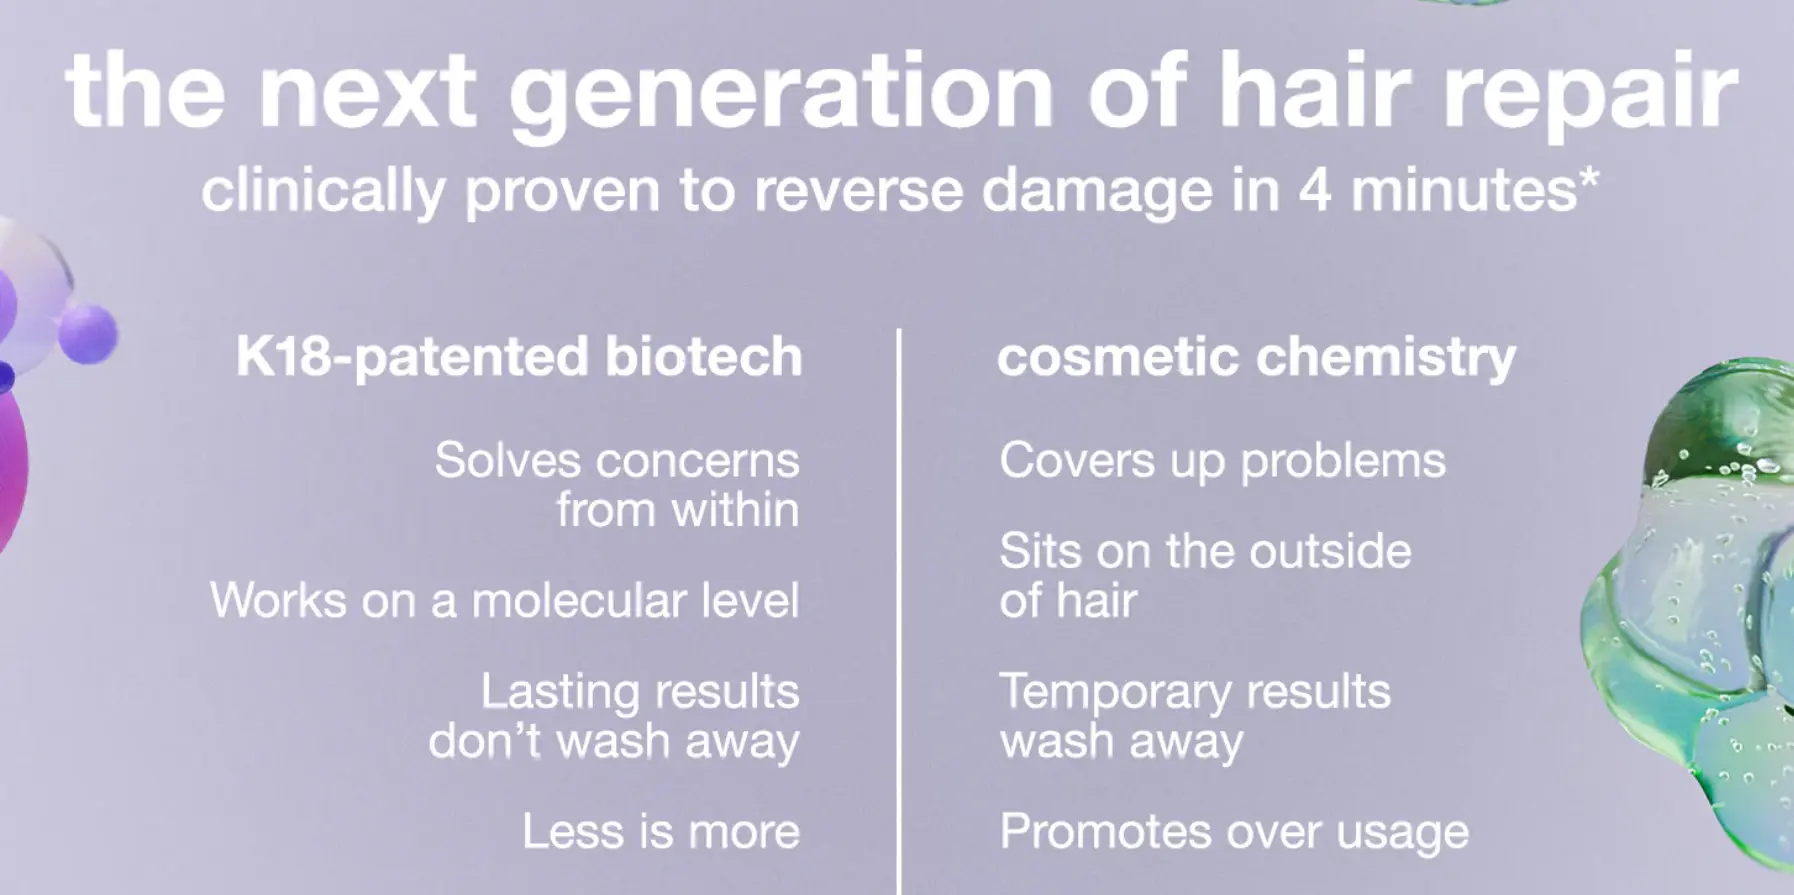 the next generation of hair repair
clinically proven to reverse damage in 4 minutes*
K18-patented biotech
Solves concerns
from within
Works on a molecular level
Lasting results
don’t wash away
Less is more
cosmetic chemistry
Covers up problems
Sits on the outside
of hair
Temporary results
wash away
Promotes over usage